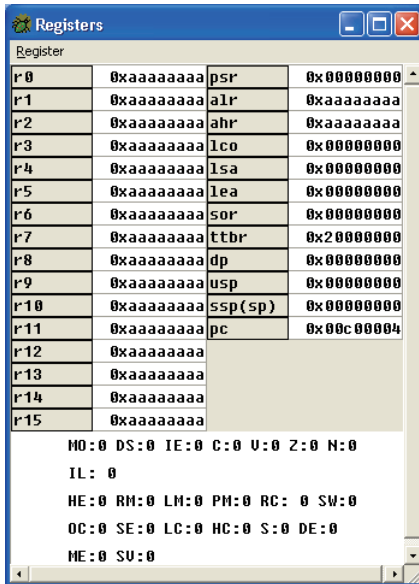 Registers
Register
r0 0xaaaaaaaa psr 0x00000000
r1 0xaaaaaaaa alr 0xaaaaaaaa
r2 0xaaaaaaaa ahr 0xaaaaaaaa
r3 0xaaaaaaaa lco 0x00000000
r4 0xaaaaaaaa lsa 0x00000000
r5 0xaaaaaaaa lea 0x00000000
r6 0xaaaaaaaa sor 0x00000000
r7 0xaaaaaaaa ttbr 0x20000000
r8 0xaaaaaaaa dp 0x00000000
r9 0xaaaaaaaa usp 0x00000000
r10 0xaaaaaaaa ssp(sp) 0x00000000
r11 0xaaaaaaaa pc 0x00c00004
r12 0xaaaaaaaa
r13 0xaaaaaaaa
r14 0xaaaaaaaa
r15 0xaaaaaaaa
MO:0 DS:0 IE:0 C:0 V:0 Z:0 N:0
IL: 0
HE:0 RM:0 LM:0 PM:0 RC: 0 SW:0
OC:0 SE:0 LC:0 HC:0 S:0 DE:0
ME:0 SV:0